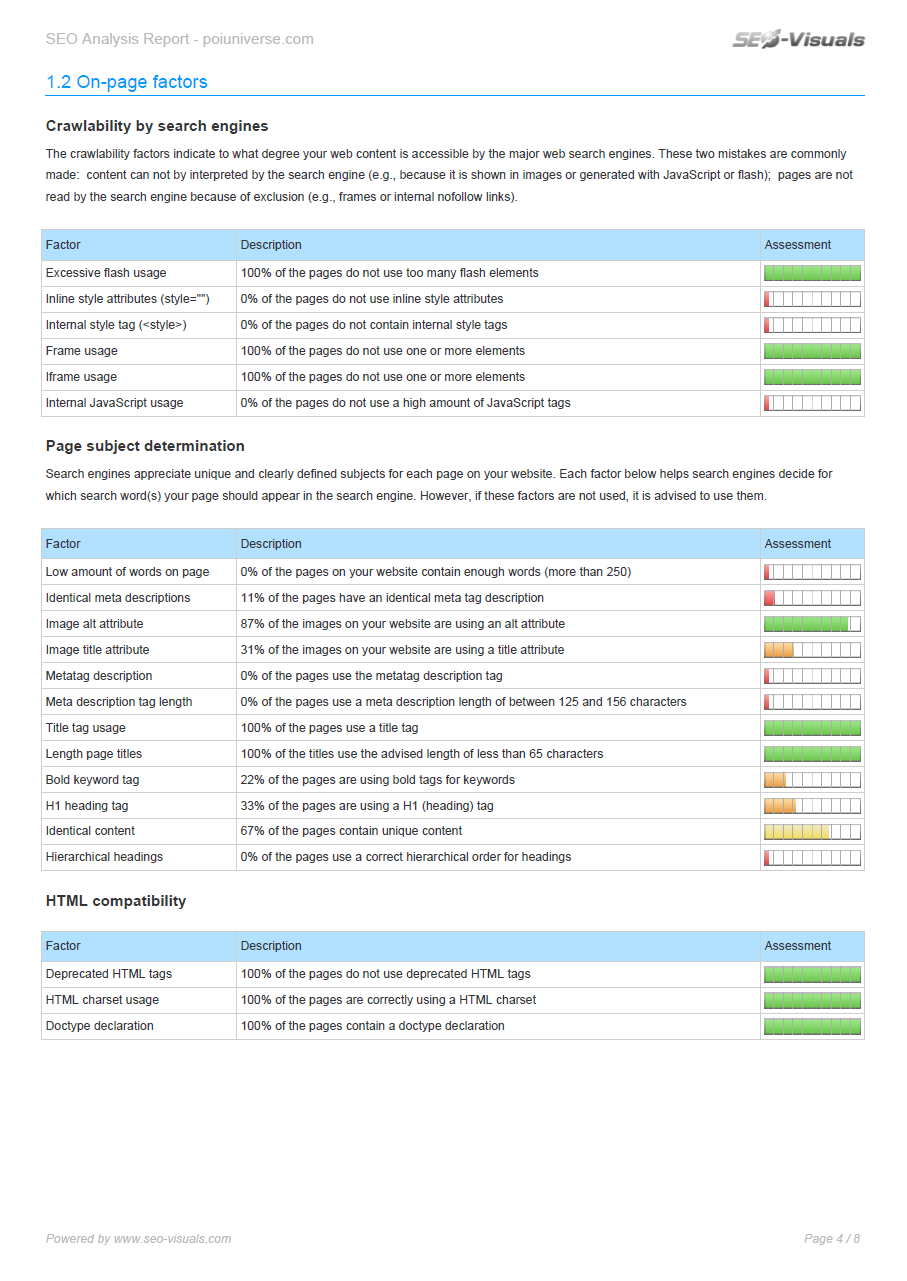 SEO Analysis Report - poiuniverse.com
SEO-Visuals
1.2 On-page factors
Crawlability by search engines
The crawlability factors indicate to what degree your web content is accessible by the major web search engines. These two mistakes are commonly
made: content can not by interpreted by the search engine (e.g., because it is shown in images or generated with JavaScript or flash); pages are not
read by the search engine because of exclusion (e.g., frames or internal nofollow links).
Factor Description Assessment
Excessive flash usage 100% of the pages do not use too many flash elements
Inline style attributes (style="") 0% of the pages do not use inline style attributes
Internal style tag (<style>) 0% of the pages do not contain internal style tags
Frame usage 100% of the pages do not use one or more elements
Iframe usage 100% of the pages do not use one or more elements
Internal JavaScript usage 0% of the pages do not use a high amount of JavaScript tags
Page subject determination
Search engines appreciate unique and clearly defined subjects for each page on your website. Each factor below helps search engines decide for
which search word(s) your page should appear in the search engine. However, if these factors are not used, it is advised to use them.
Factor Description Assessment
Low amount of words on page 0% of the pages on your website contain enough words (more than 250)
Identical meta descriptions 11% of the pages have an identical meta tag description
Image alt attribute 87% of the images on your website are using an alt attribute
Image title attribute 31% of the images on your website are using a title attribute
Metatag description 0% of the pages use the metatag description tag
Meta description tag length 0% of the pages use a meta description length of between 125 and 156 characters
Title tag usage 100% of the pages use a title tag
Length page titles 100% of the titles use the advised length of less than 65 characters
Bold keyword tag 22% of the pages are using bold tags for keywords
H1 heading tag 33% of the pages are using a H1 (heading) tag
Identical content 67% of the pages contain unique content
Hierarchical headings 0% of the pages use a correct hierarchical order for headings
HTML compatibility
Factor Description Assessment
Deprecated HTML tags 100% of the pages do not use deprecated HTML tags
HTML charset usage 100% of the pages are correctly using a HTML charset
Doctype declaration 100% of the pages contain a doctype declaration
Powered by www.seo-visuals.com Page 4 / 8